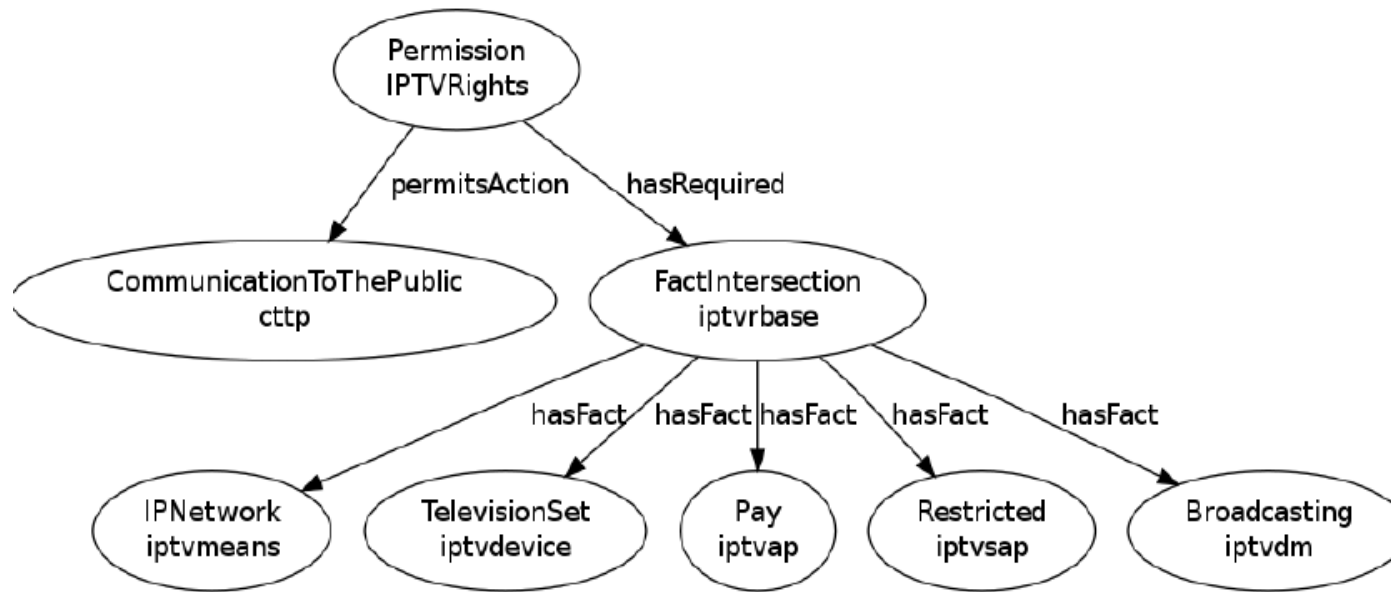 Permission
IPTVRights
permitsAction
hasRequired
CommunicationToThePublic
cttp
FactIntersection
iptvrbase
hasFact
hasFact
hasFact
hasFact
hasFact
IPNetwork
iptvmeans
TelevisionSet
iptvdevice
Pay
iptvap
Restricted
iptvsap
Broadcasting
iptvdm